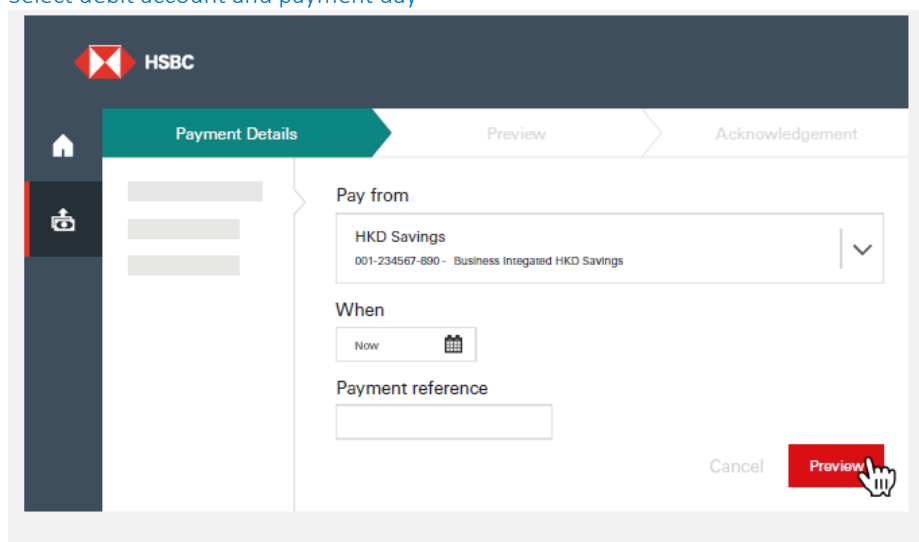 Select debit account and payment day
HSBC
Payment Details
Preview
Acknowledgement
Pay from
HKD Savings
001-234567-890 - Business Integated HKD Savings
When
Now
Payment reference
Cancel
Preview